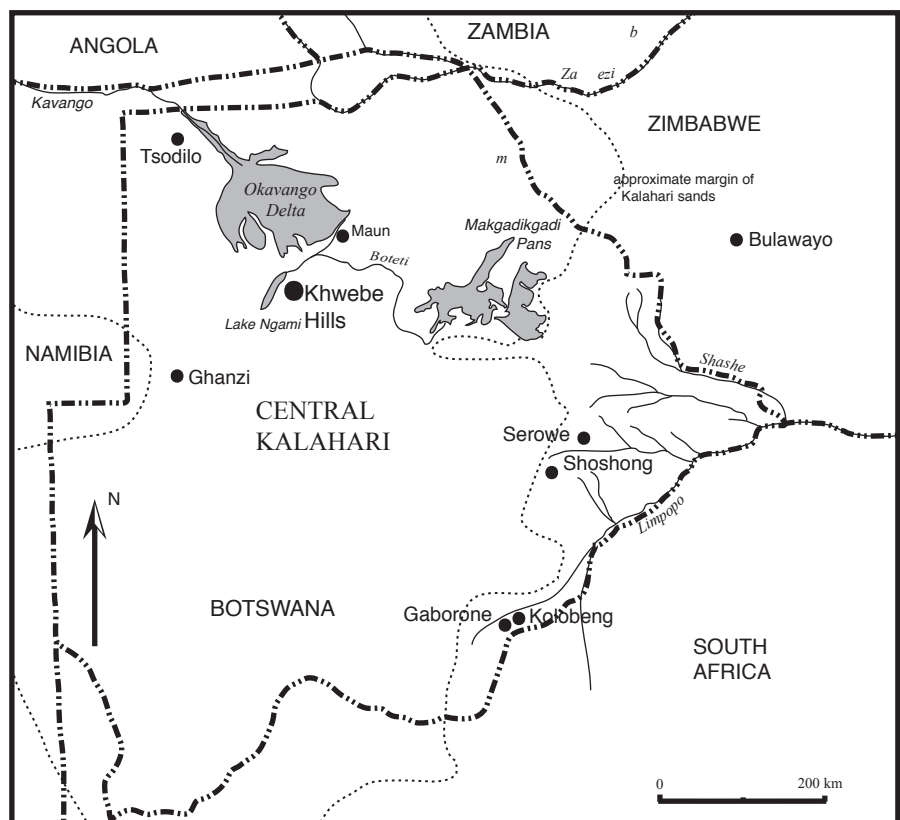 ANGOLA
ZAMBIA
b
Za
ezi
Kavango
ZIMBABWE
Tsodilo
m
approximate margin of
Kalahari sands
Okavango
Delta
Makgadikgadi
Pans
Maun
Bulawayo
Boteti
Khwebe
Hills
Lake Ngami
NAMIBIA
Shashe
Ghanzi
CENTRAL
KALAHARI
Serowe
Shoshong
N
Limpopo
BOTSWANA
Gaborone
Kolobeng
SOUTH
AFRICA
0
200 km